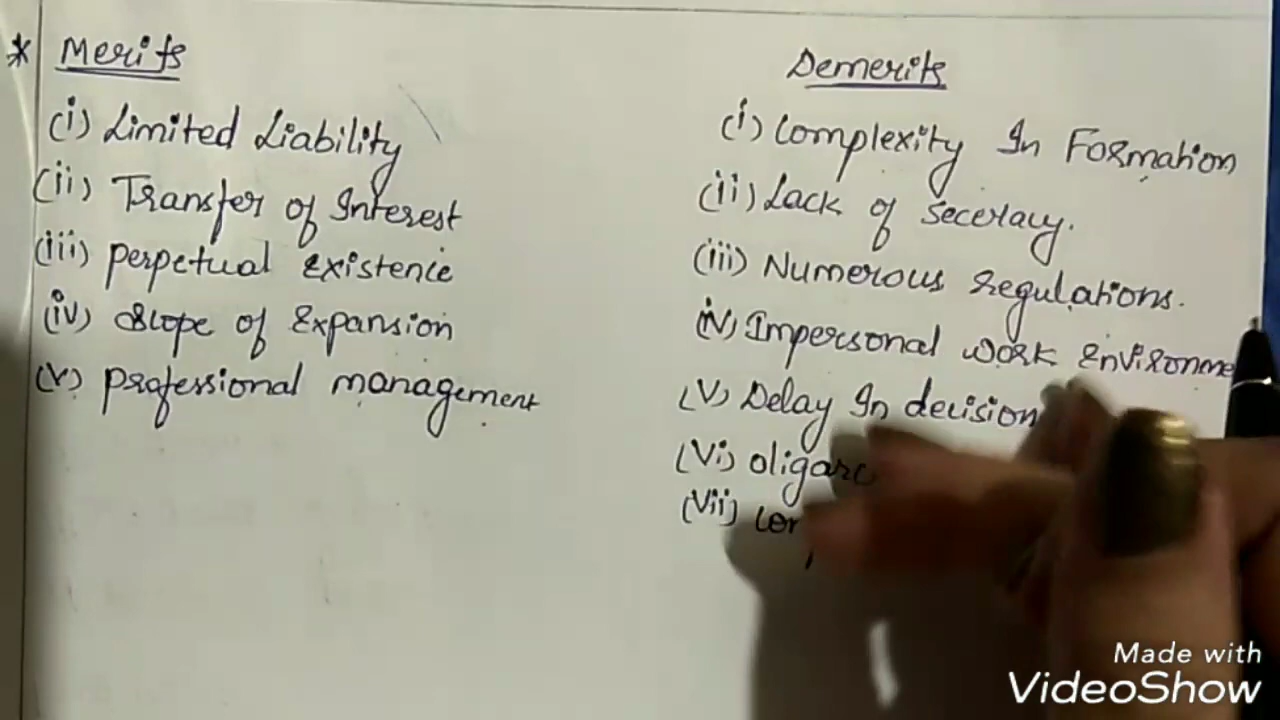 * Merits
(i) Limited Liability
(ii) Transfer of Interest
(iii) perpetual existence
(iv) Scope of Expansion
(v) professional management
Demerits
(i) Complexity In Formation
(ii) Lack of Secercacy.
(iii) Numerous regulations.
(iv) Impersonal work Environme
(v) Delay In decision
(vi) oligarc
(vii)
Made with
VideoShow